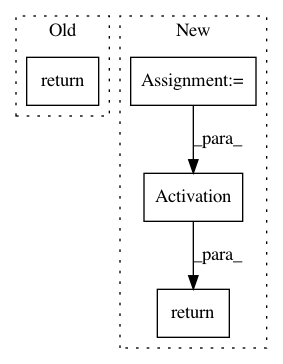 Old
New
return
Assignment:=
_para_
Activation
_para_
return